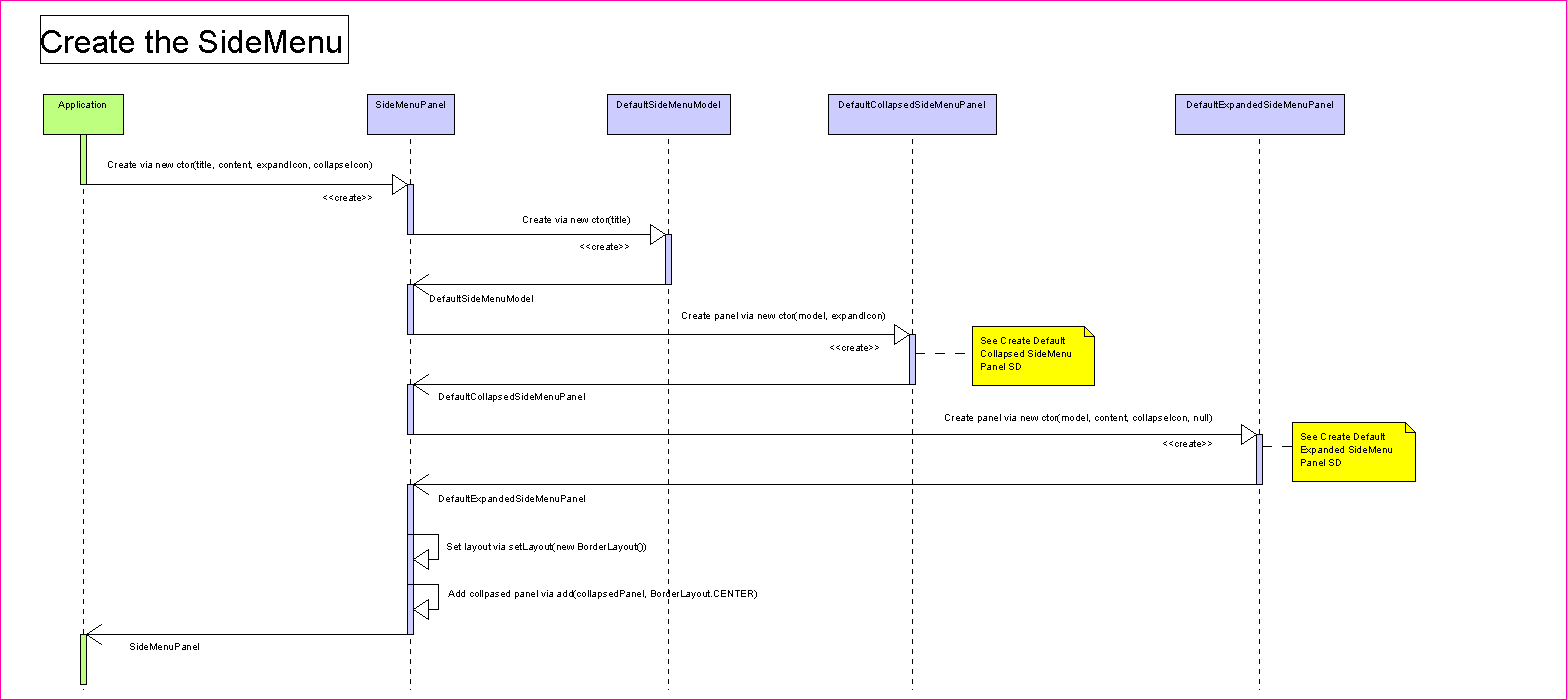 Create the SideMenu
Application
SideMenuPanel
DefaultSideMenuModel
DefaultCollapsedSideMenuPanel
DefaultExpandedSideMenuPanel
Create via new ctor(title, content, expandIcon, collapseIcon)
<<create>>
Create via new ctor(title)
<<create>>
DefaultSideMenuModel
Create panel via new ctor(model, expandIcon)
<<create>>
See Create Default
Collapsed SideMenu
Panel SD
DefaultCollapsedSideMenuPanel
Create panel via new ctor(model, content, collapseIcon, null)
<<create>>
See Create Default
Expanded SideMenu
Panel SD
DefaultExpandedSideMenuPanel
Set layout via setLayout(new BorderLayout())
Add collpased panel via add(collapsedPanel, BorderLayout.CENTER)
SideMenuPanel